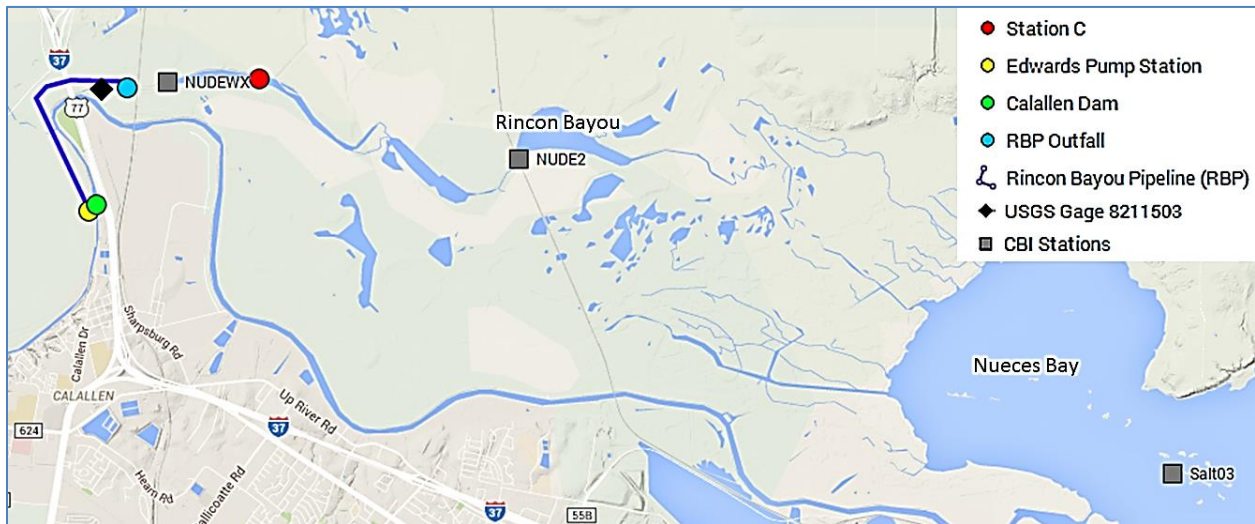 Station C
Edwards Pump Station
Calallen Dam
RBP Outfall
Rincon Bayou Pipeline (RBP)
USGS Gage 8211503
CBI Stations
37
77
NUDEWX
Rincon Bayou
NUDE2
Sharpsburg Rd
Calallen Dr
CALALLEN
Up River Rd
Nueces Bay
624
37
Hearn Rd
allicoatte Rd
37
55B
Salt03